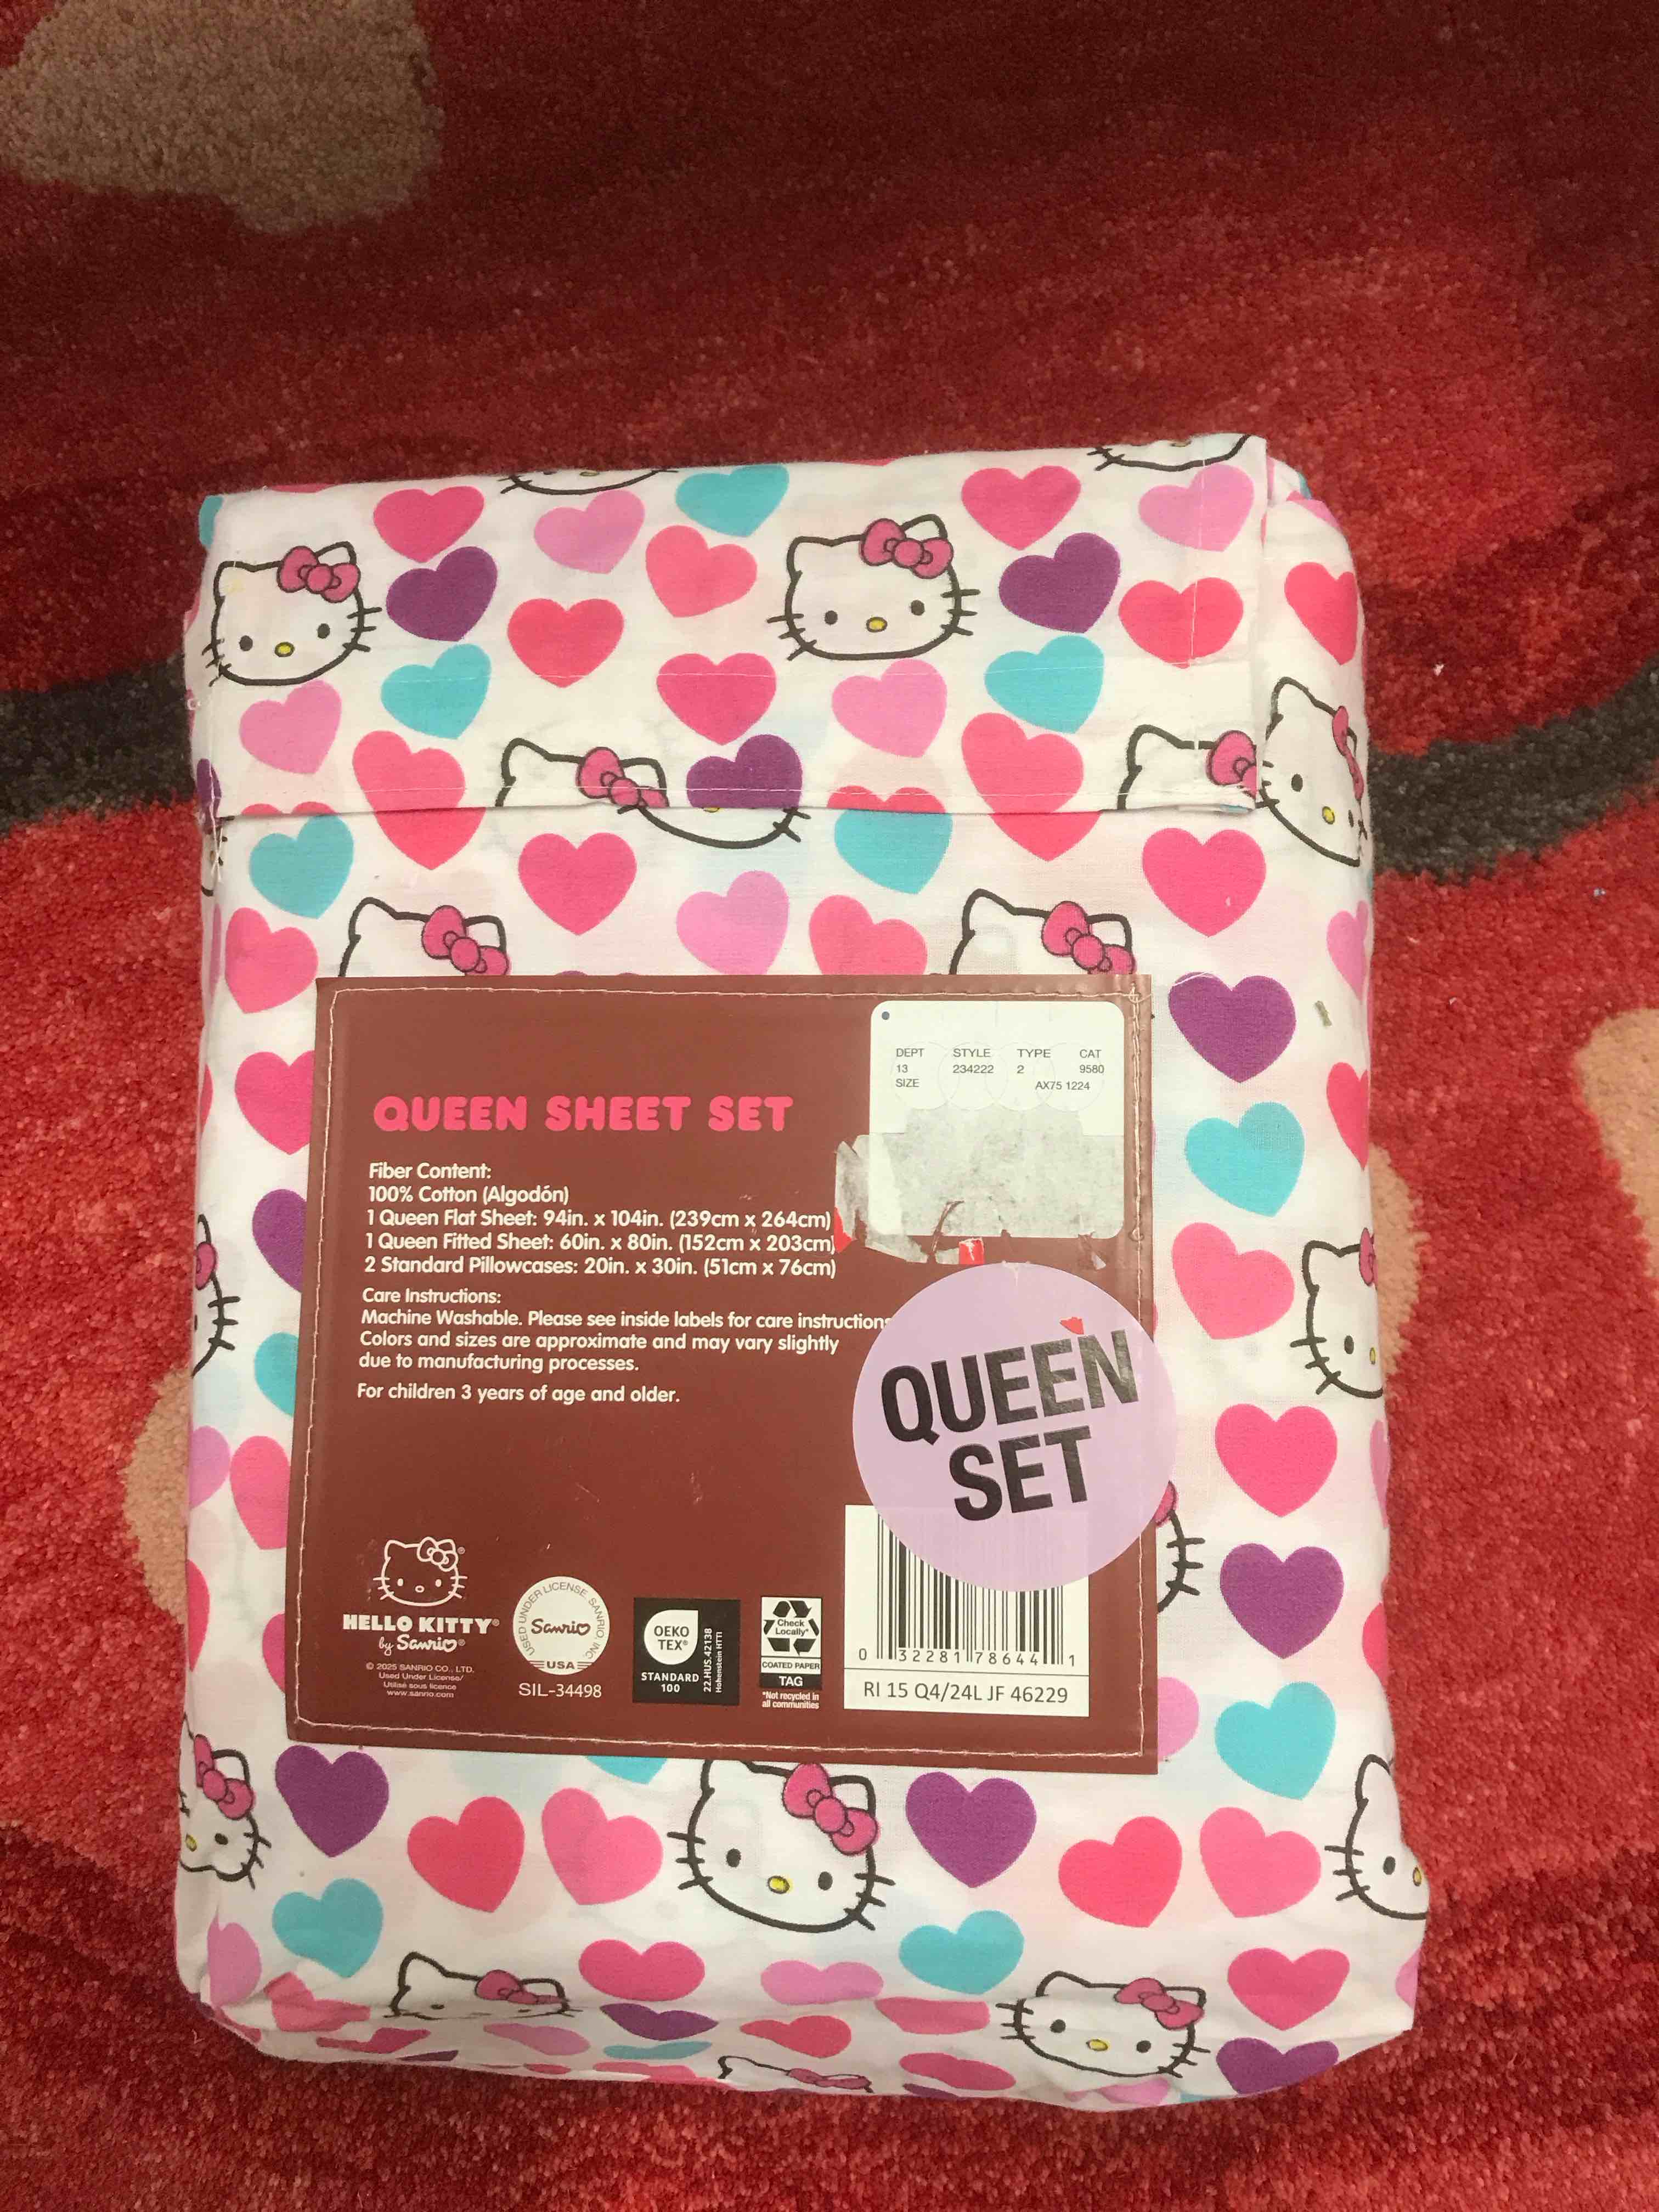 DEPT STYLE TYPE CAT
13 234222 2 9580
SIZE AX75 1224
QUEEN SHEET SET
Fiber Content:
100% Cotton (Algodón)
1 Queen Flat Sheet: 94in. x 104in. (239cm x 264cm)
1 Queen Fitted Sheet: 60in. x 80in. (152cm x 203cm)
2 Standard Pillowcases: 20in. x 30in. (51cm x 76cm)
Care Instructions:
Machine Washable. Please see inside labels for care instructions
Colors and sizes are approximate and may vary slightly
due to manufacturing processes.
For children 3 years of age and older.
QUEEN
SET
HELLO KITTY®
by Sanrio®
© 2025 SANRIO CO., LTD.
Used Under License/
Utilisé sous licence
www.sanrio.com
USED UNDER LICENSE, SANRIO INC.
Sanrio
USA
SIL-34498
OEKO
TEX®
STANDARD
100
22.HUS.42138
Hohenstein HTTI
Check
Locally*
COATED PAPER
TAG
*Not recycled in
all communities
0 32281 78644 1
RI 15 Q4/24L JF 46229